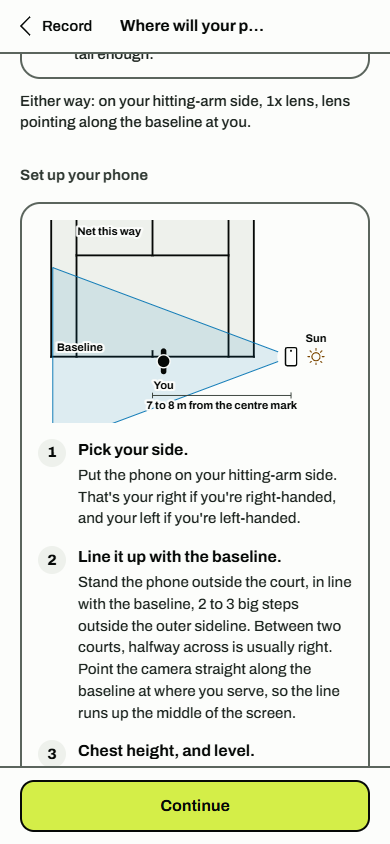 Record
Where will your p...
tall enough.
Either way: on your hitting-arm side, 1x lens, lens
pointing along the baseline at you.
Set up your phone
Net this way
Sun
Baseline
You
7 to 8 m from the centre mark
1
Pick your side.
Put the phone on your hitting-arm side.
That's your right if you're right-handed,
and your left if you're left-handed.
2
Line it up with the baseline.
Stand the phone outside the court, in line
with the baseline, 2 to 3 big steps
outside the outer sideline. Between two
courts, halfway across is usually right.
Point the camera straight along the
baseline at where you serve, so the line
runs up the middle of the screen.
3
Chest height, and level.
Continue